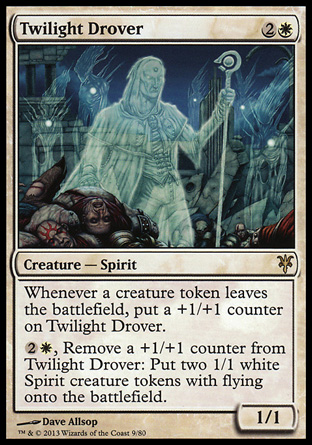 Twilight Drover 2
Creature — Spirit
Whenever a creature token leaves
the battlefield, put a +1/+1 counter
on Twilight Drover.
2, Remove a +1/+1 counter from
Twilight Drover: Put two 1/1 white
Spirit creature tokens with flying
onto the battlefield.
Dave Allsop
™ & © 2013 Wizards of the Coast 9/80
1/1